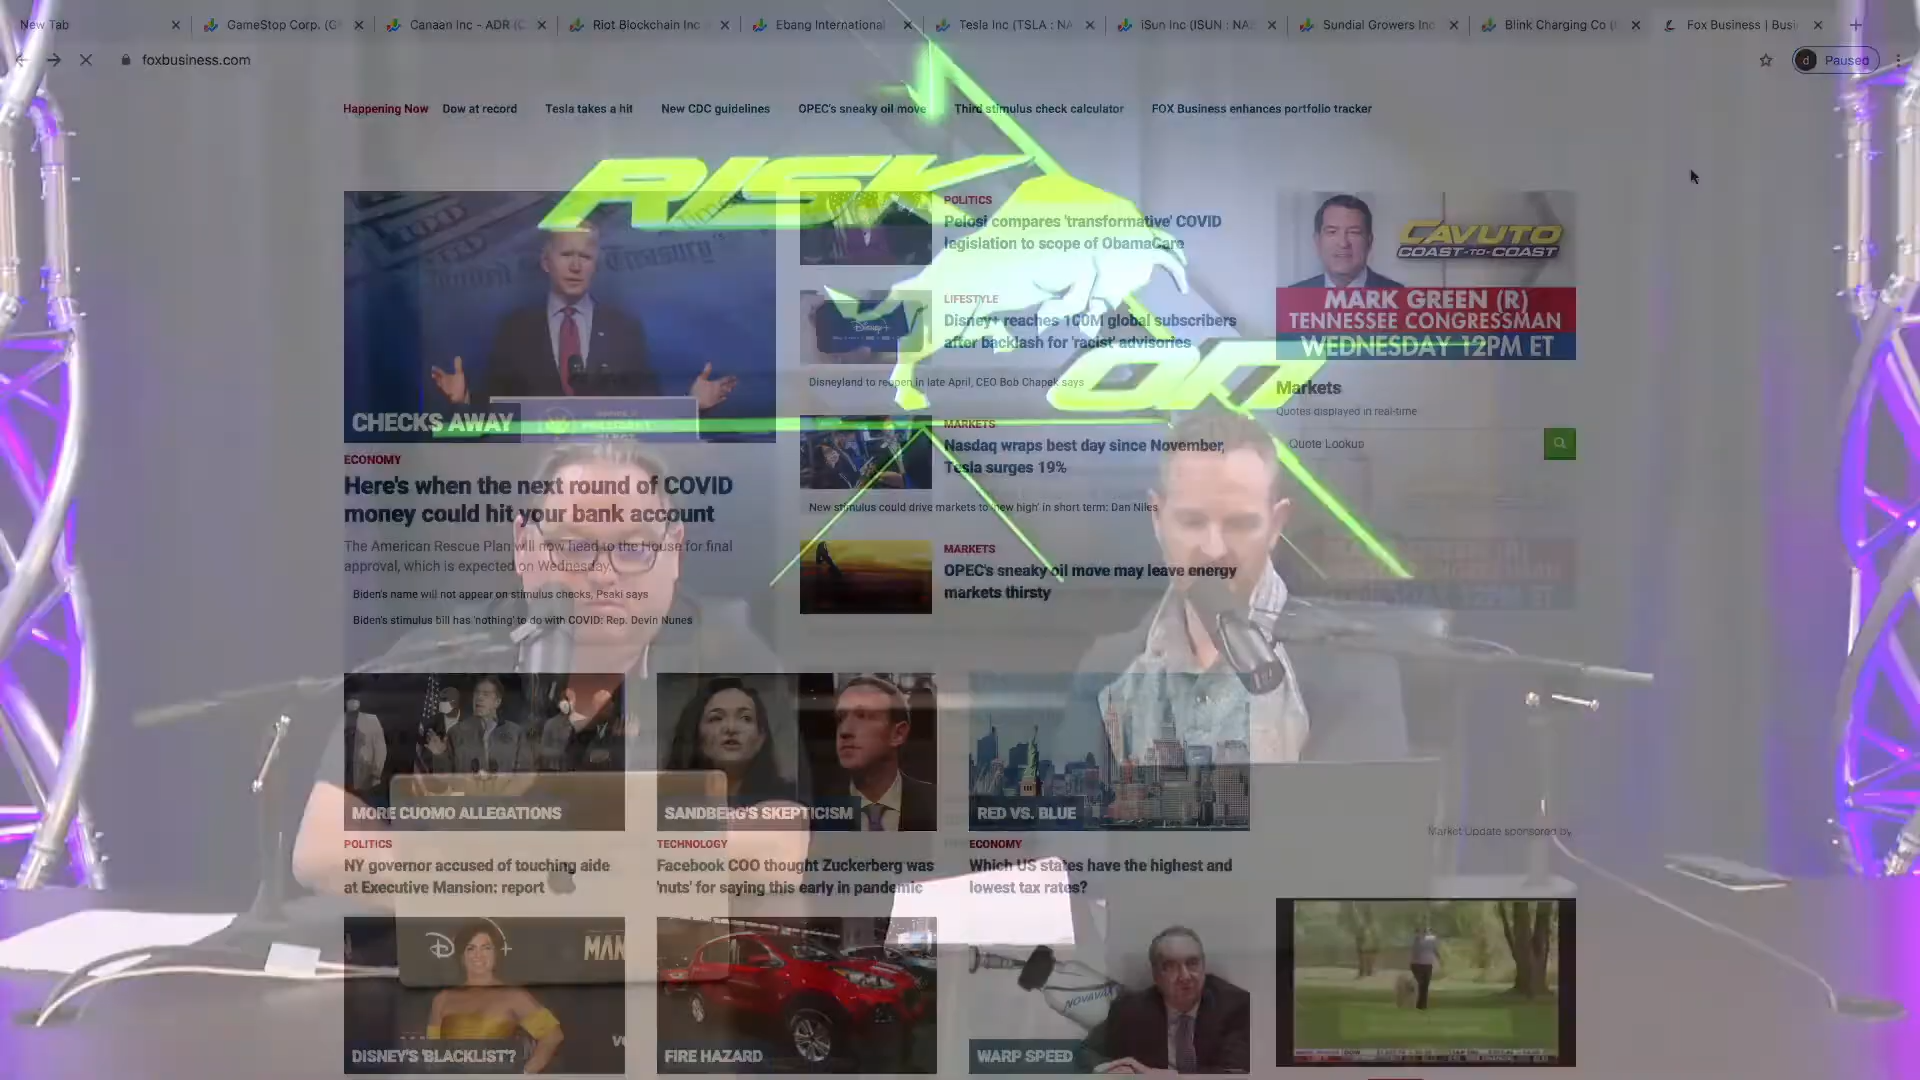 New Tab
GameStop Corp. (G
Canaan Inc - ADR (C
Riot Blockchain Inc
Ebang International
Tesla Inc (TSLA : NA
iSun Inc (ISUN : NA
Sundial Growers Inc
Blink Charging Co (
Fox Business | Busi
foxbusiness.com
d Paused
Happening Now Dow at record Tesla takes a hit New CDC guidelines OPEC's sneaky oil move Third stimulus check calculator FOX Business enhances portfolio tracker
RISK
ON
CHECKS AWAY
ECONOMY
Here's when the next round of COVID
money could hit your bank account
The American Rescue Plan will now head to the House for final
approval, which is expected on Wednesday.
Biden's name will not appear on stimulus checks, Psaki says
Biden's stimulus bill has 'nothing' to do with COVID: Rep. Devin Nunes
POLITICS
Pelosi compares 'transformative' COVID
legislation to scope of ObamaCare
Disney+
LIFESTYLE
Disney+ reaches 100M global subscribers
after backlash for 'racist' advisories
Disneyland to reopen in late April, CEO Bob Chapek says
MARKETS
Nasdaq wraps best day since November,
Tesla surges 19%
New stimulus could drive markets to 'new high' in short term: Dan Niles
MARKETS
OPEC's sneaky oil move may leave energy
markets thirsty
CAVUTO
COAST-TO-COAST
MARK GREEN (R)
TENNESSEE CONGRESSMAN
WEDNESDAY 12PM ET
Markets
Quotes displayed in real-time
Quote Lookup
MORE CUOMO ALLEGATIONS
POLITICS
NY governor accused of touching aide
at Executive Mansion: report
SANDBERG'S SKEPTICISM
TECHNOLOGY
Facebook COO thought Zuckerberg was
'nuts' for saying this early in pandemic
RED VS. BLUE
ECONOMY
Which US states have the highest and
lowest tax rates?
Market Update sponsored by
MAN
DISNEY'S 'BLACKLIST'?
FIRE HAZARD
NOVAVAX
WARP SPEED